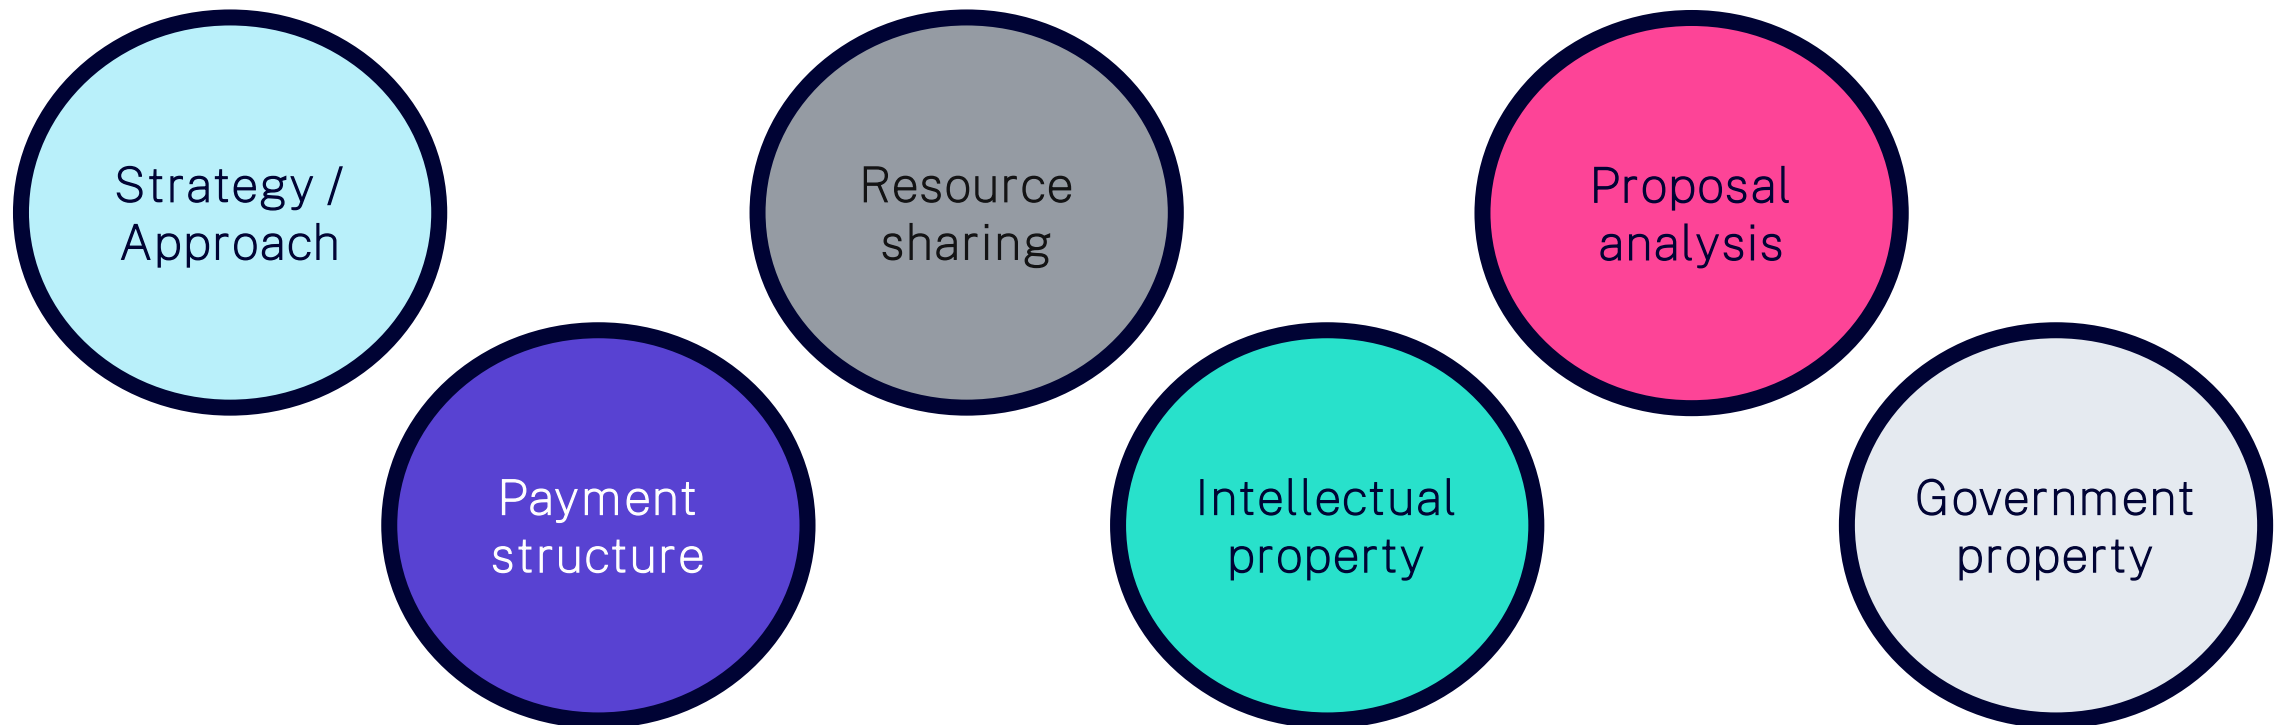 Strategy /
Approach
Payment
structure
Resource
sharing
Intellectual
property
Proposal
analysis
Government
property